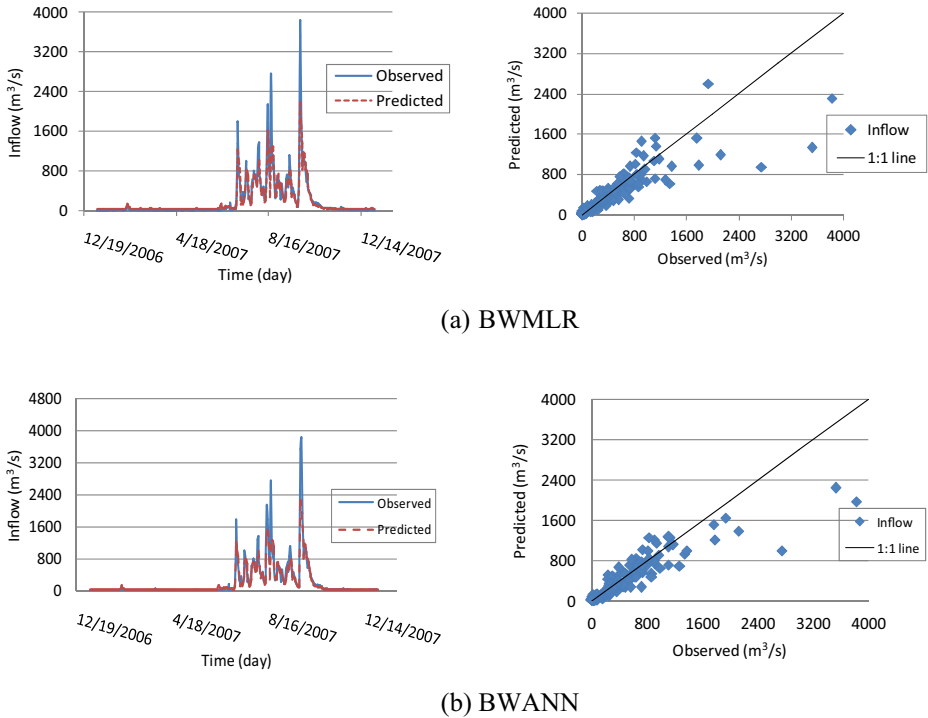 4000
3200
2400
1600
800
0
Inflow (m³/s)
Observed
Predicted
12/19/2006
4/18/2007
8/16/2007
12/14/2007
Time (day)
4000
3200
2400
1600
800
0
Predicted (m³/s)
Inflow
1:1 line
0 800 1600 2400 3200 4000
Observed (m³/s)
(a) BWMLR
4800
4000
3200
2400
1600
800
0
Inflow (m³/s)
Observed
Predicted
12/19/2006
4/18/2007
8/16/2007
12/14/2007
Time (day)
4000
3200
2400
1600
800
0
Predicted (m³/s)
Inflow
1:1 line
0 800 1600 2400 3200 4000
Observed (m³/s)
(b) BWANN